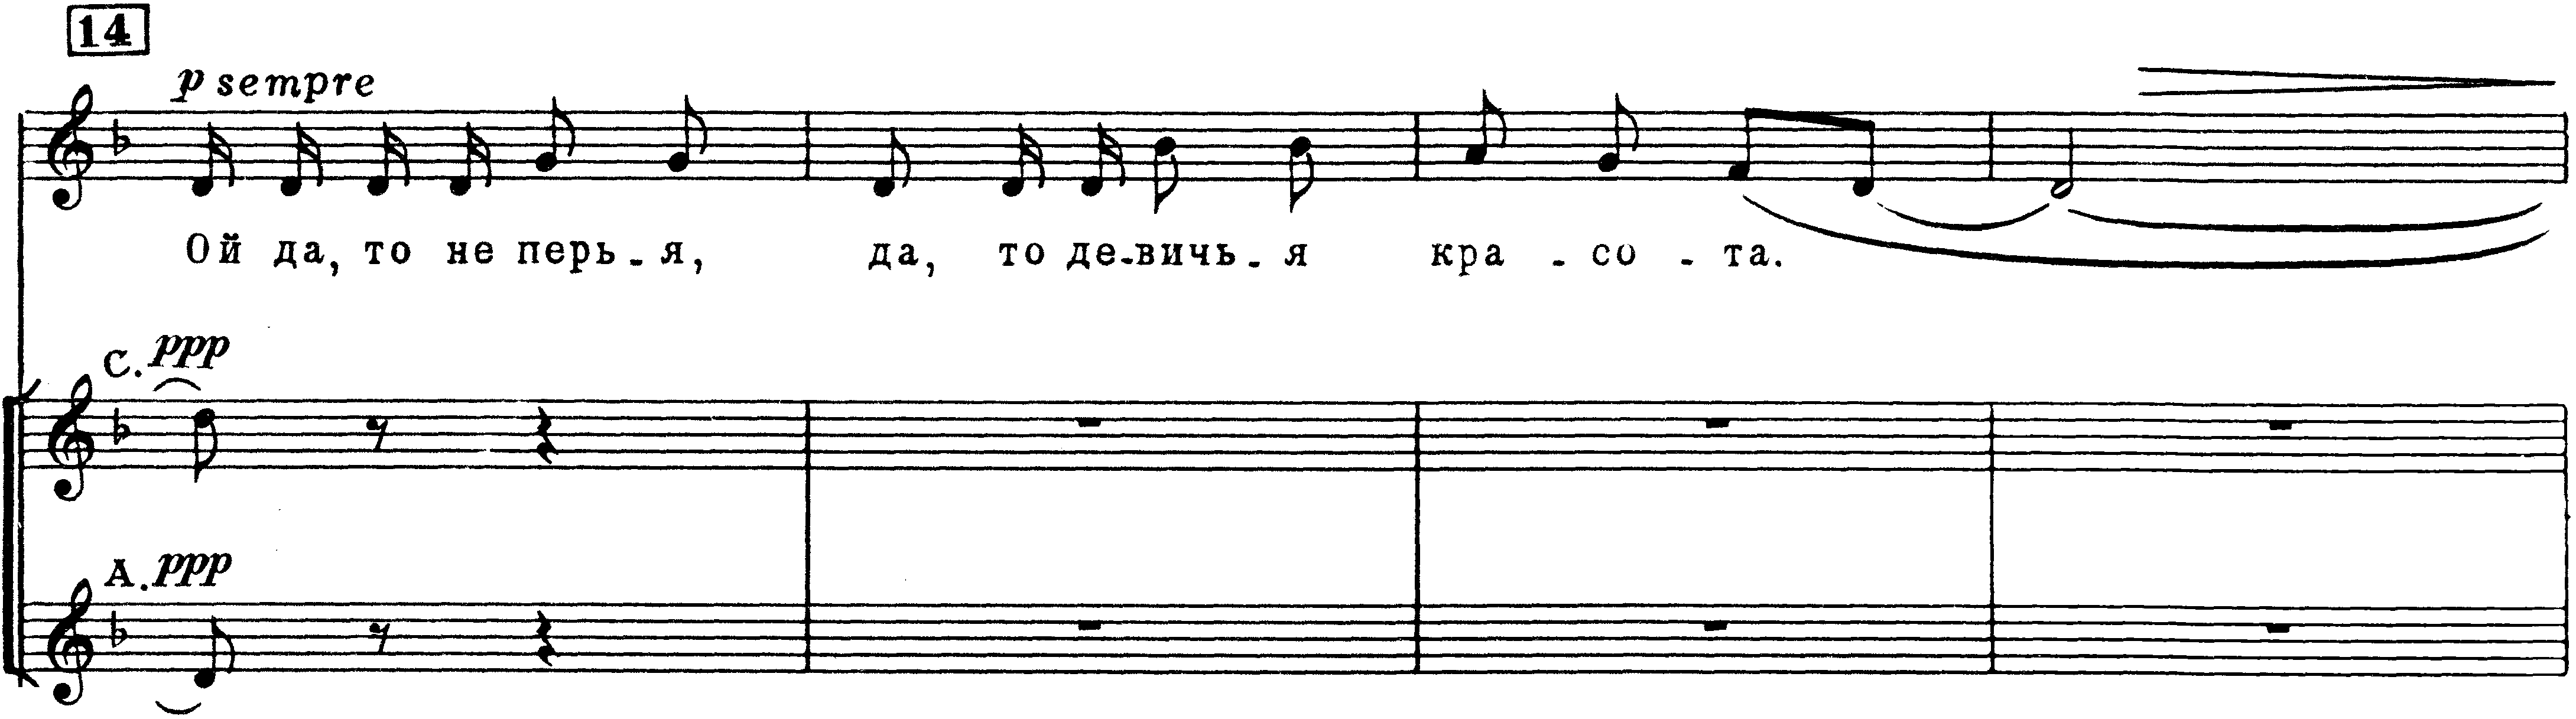 14
p sempre
Ой да, то не перь-я, да, то де-вичь-я кра-со-та.
С. ppp
А. ppp